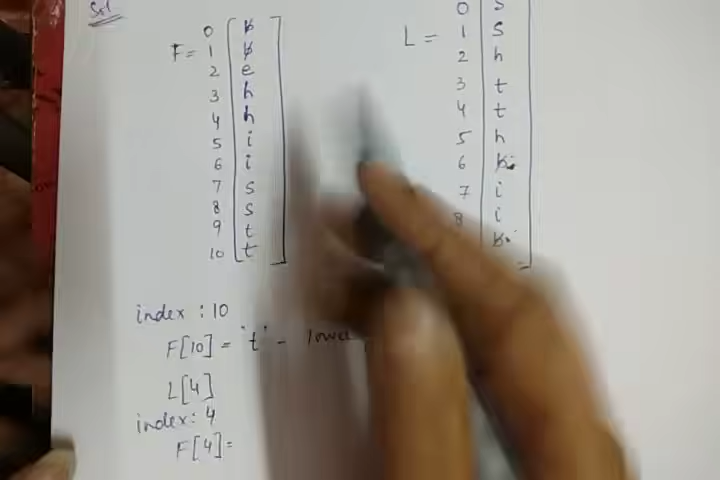 Sol
F =
0 b
1 b
2 e
3 h
4 h
5 i
6 i
7 s
8 s
9 t
10 t
L =
0 s
1 s
2 h
3 t
4 t
5 h
6 b
7 i
8 i
b
index : 10
F[10] = 't' -
L[4]
index: 4
F[4]=